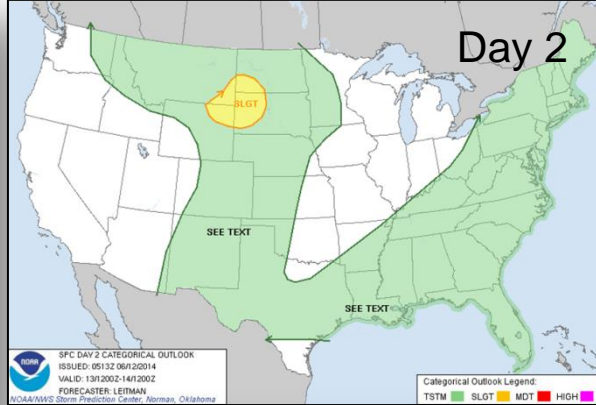 Day 2
SLGT
SEE TEXT
SEE TEXT
NOAA
SPC DAY 2 CATEGORICAL OUTLOOK
ISSUED: 0513Z 06/12/2014
VALID: 13/1200Z-14/1200Z
FORECASTER: LEITMAN
NOAA/NWS Storm Prediction Center, Norman, Oklahoma
Categorical Outlook Legend:
TSTM SLGT MDT HIGH